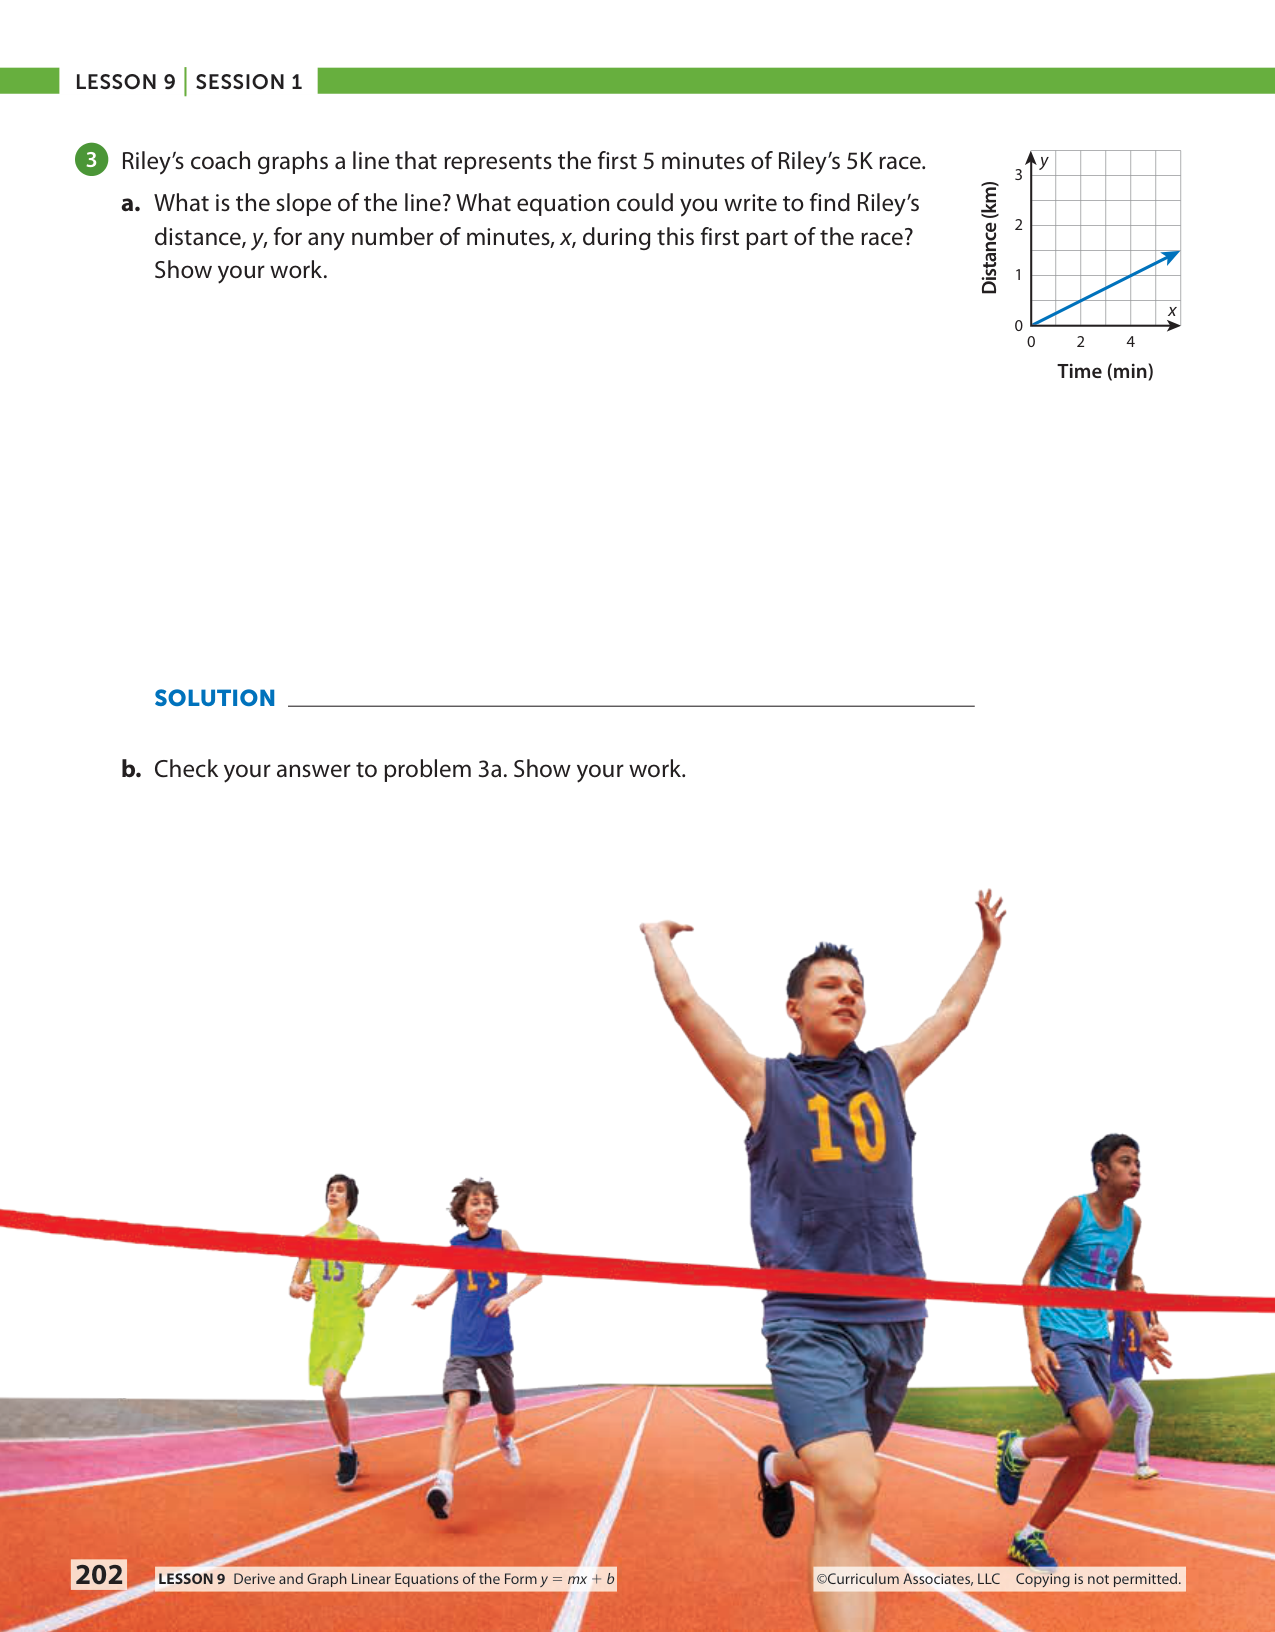 LESSON 9 | SESSION 1
3 Riley’s coach graphs a line that represents the first 5 minutes of Riley’s 5K race.
a. What is the slope of the line? What equation could you write to find Riley’s
distance, y, for any number of minutes, x, during this first part of the race?
Show your work.
y
3
2
1
0
Distance (km)
x
0 2 4
Time (min)
SOLUTION
b. Check your answer to problem 3a. Show your work.
10
15
11
12
1
202 LESSON 9 Derive and Graph Linear Equations of the Form y = mx + b ©Curriculum Associates, LLC Copying is not permitted.